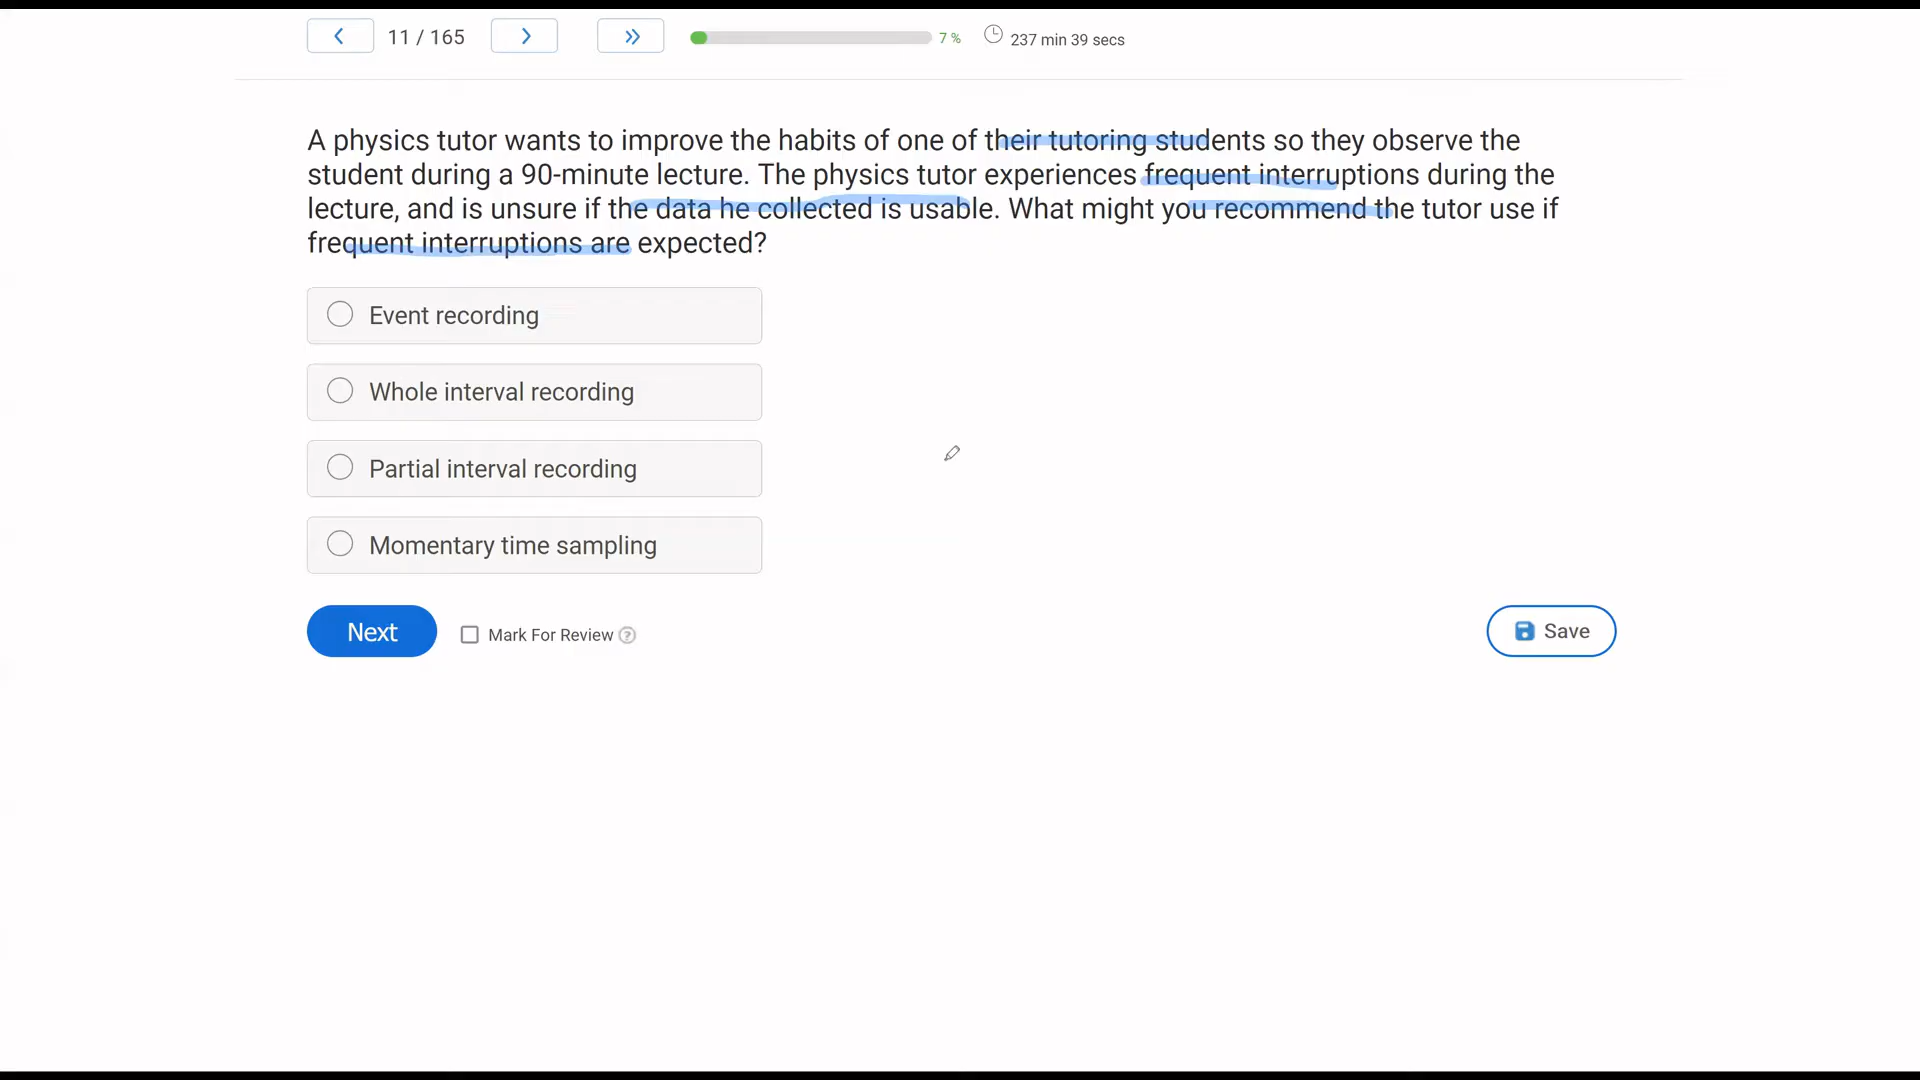 11 / 165
7 %
237 min 39 secs
A physics tutor wants to improve the habits of one of their tutoring students so they observe the
student during a 90-minute lecture. The physics tutor experiences frequent interruptions during the
lecture, and is unsure if the data he collected is usable. What might you recommend the tutor use if
frequent interruptions are expected?
Event recording
Whole interval recording
Partial interval recording
Momentary time sampling
Next
Mark For Review ?
Save